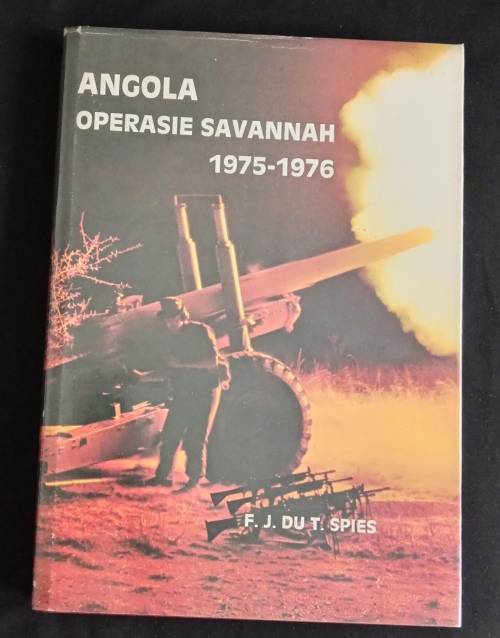 ANGOLA
OPERASIE SAVANNAH
1975-1976
F. J. DU T. SPIES